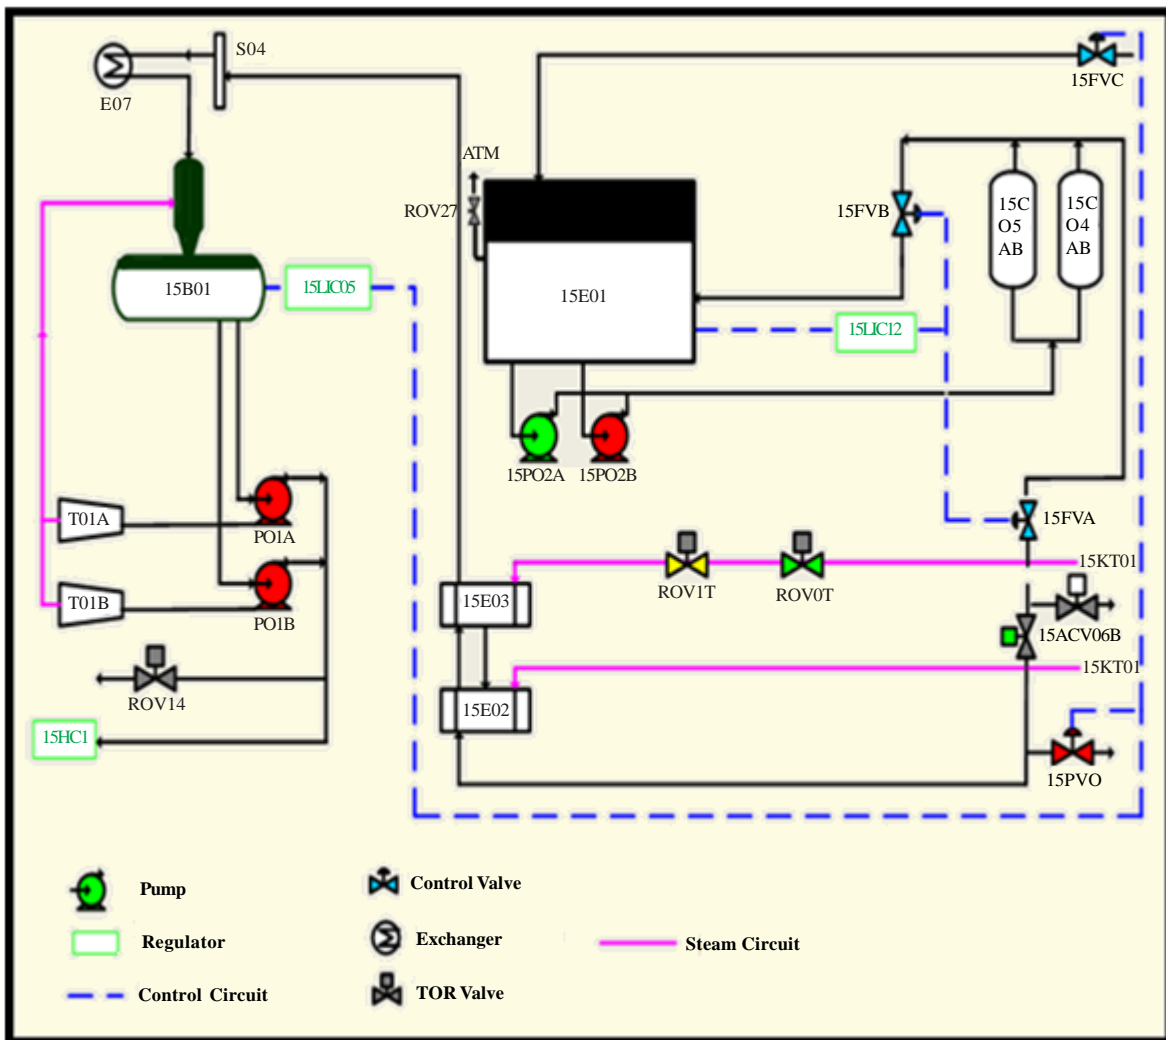 S04
15FVC
E07
ATM
ROV27
15FVB
15C
O5
AB
15C
O4
AB
15B01
15LIC05
15E01
15LIC12
15PO2A
15PO2B
T01A
PO1A
15FVA
15KT01
ROV1T
ROV0T
T01B
PO1B
15E03
15ACV06B
15KT01
ROV14
15E02
15HC1
15PVO
Pump
Control Valve
Regulator
Exchanger
Steam Circuit
Control Circuit
TOR Valve